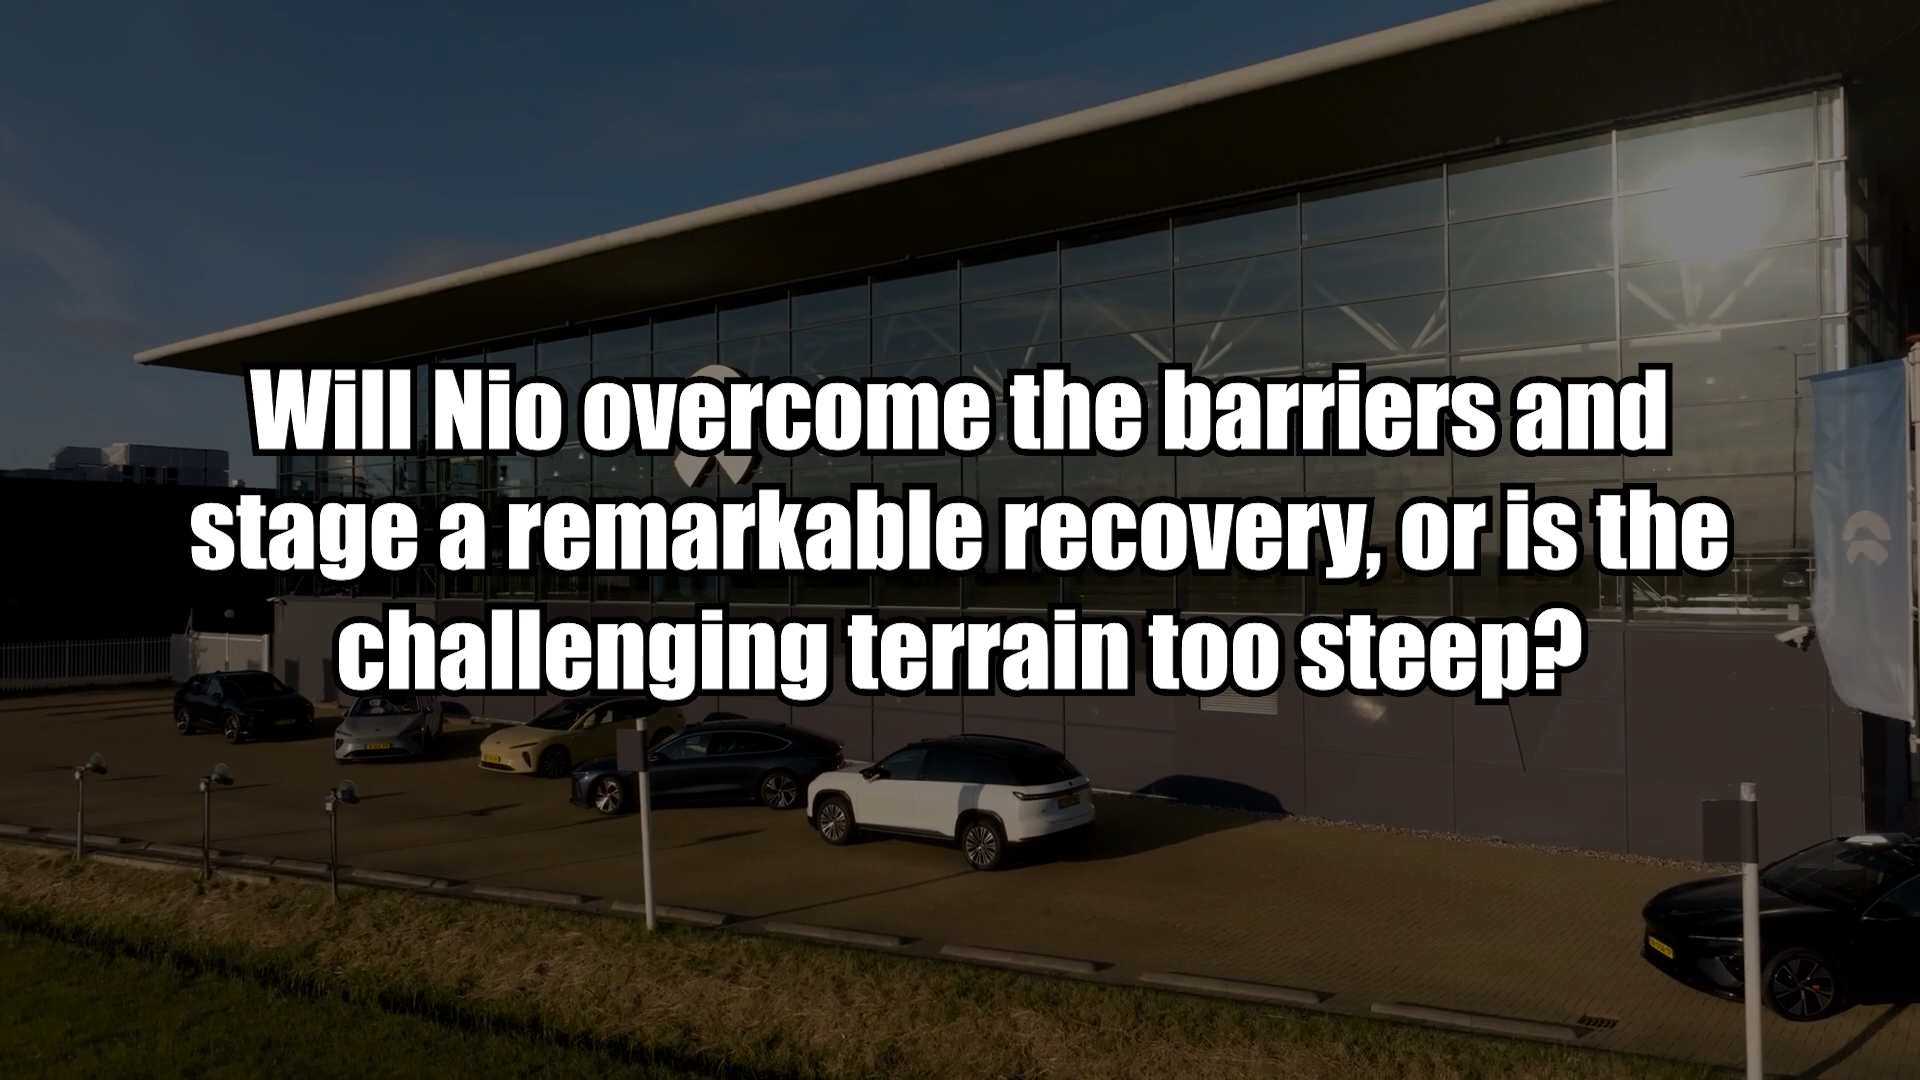 Will Nio overcome the barriers and
stage a remarkable recovery, or is the
challenging terrain too steep?